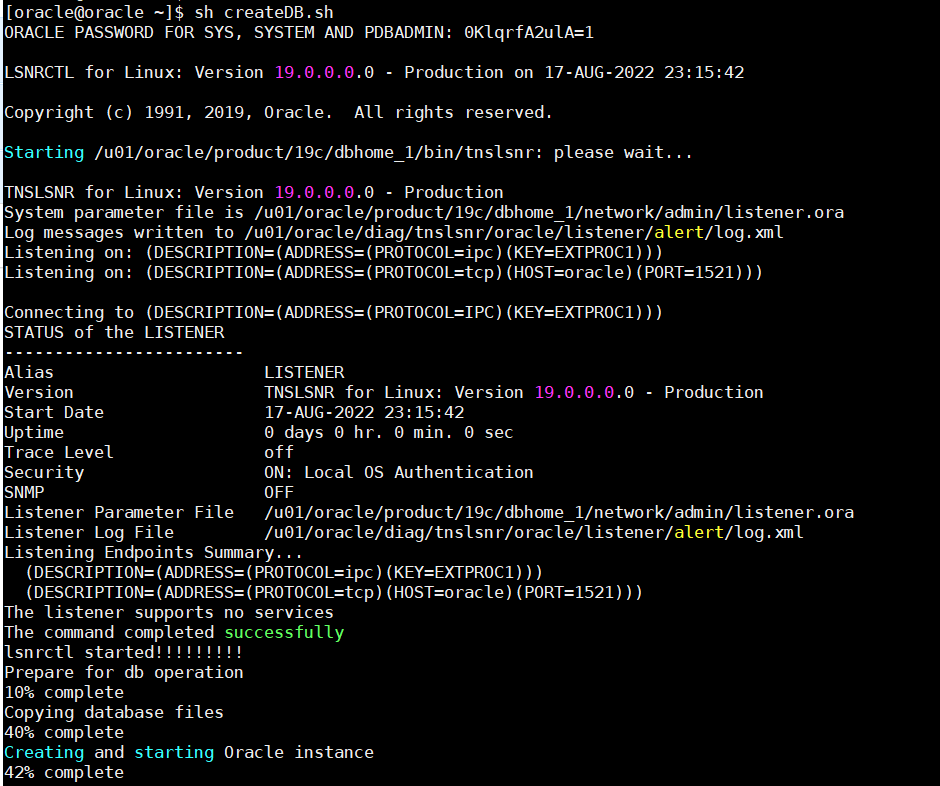 [oracle@oracle ~]$ sh createDB.sh
ORACLE PASSWORD FOR SYS, SYSTEM AND PDBADMIN: 0KlqrfA2ulA=1
LSNRCTL for Linux: Version 19.0.0.0.0 - Production on 17-AUG-2022 23:15:42
Copyright (c) 1991, 2019, Oracle.  All rights reserved.
Starting /u01/oracle/product/19c/dbhome_1/bin/tnslsnr: please wait...
TNSLSNR for Linux: Version 19.0.0.0.0 - Production
System parameter file is /u01/oracle/product/19c/dbhome_1/network/admin/listener.ora
Log messages written to /u01/oracle/diag/tnslsnr/oracle/listener/alert/log.xml
Listening on: (DESCRIPTION=(ADDRESS=(PROTOCOL=ipc)(KEY=EXTPROC1)))
Listening on: (DESCRIPTION=(ADDRESS=(PROTOCOL=tcp)(HOST=oracle)(PORT=1521)))
Connecting to (DESCRIPTION=(ADDRESS=(PROTOCOL=IPC)(KEY=EXTPROC1)))
STATUS of the LISTENER
------------------------
Alias                     LISTENER
Version                   TNSLSNR for Linux: Version 19.0.0.0.0 - Production
Start Date                17-AUG-2022 23:15:42
Uptime                    0 days 0 hr. 0 min. 0 sec
Trace Level               off
Security                  ON: Local OS Authentication
SNMP                      OFF
Listener Parameter File   /u01/oracle/product/19c/dbhome_1/network/admin/listener.ora
Listener Log File         /u01/oracle/diag/tnslsnr/oracle/listener/alert/log.xml
Listening Endpoints Summary...
  (DESCRIPTION=(ADDRESS=(PROTOCOL=ipc)(KEY=EXTPROC1)))
  (DESCRIPTION=(ADDRESS=(PROTOCOL=tcp)(HOST=oracle)(PORT=1521)))
The listener supports no services
The command completed successfully
lsnrctl started!!!!!!!!!
Prepare for db operation
10% complete
Copying database files
40% complete
Creating and starting Oracle instance
42% complete